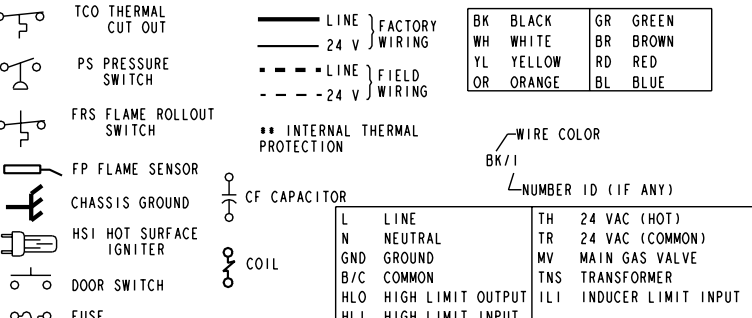 TCO THERMAL
CUT OUT
PS PRESSURE
SWITCH
FRS FLAME ROLLOUT
SWITCH
FP FLAME SENSOR
CHASSIS GROUND
HSI HOT SURFACE
IGNITER
DOOR SWITCH
FUSE
LINE
24 V
FACTORY
WIRING
LINE
24 V
FIELD
WIRING
** INTERNAL THERMAL
PROTECTION
CF CAPACITOR
COIL
BK BLACK GR GREEN
WH WHITE BR BROWN
YL YELLOW RD RED
OR ORANGE BL BLUE
WIRE COLOR
BK/1
NUMBER ID (IF ANY)
L LINE TH 24 VAC (HOT)
N NEUTRAL TR 24 VAC (COMMON)
GND GROUND MV MAIN GAS VALVE
B/C COMMON TNS TRANSFORMER
HLO HIGH LIMIT OUTPUT ILI INDUCER LIMIT INPUT
HLI HIGH LIMIT INPUT